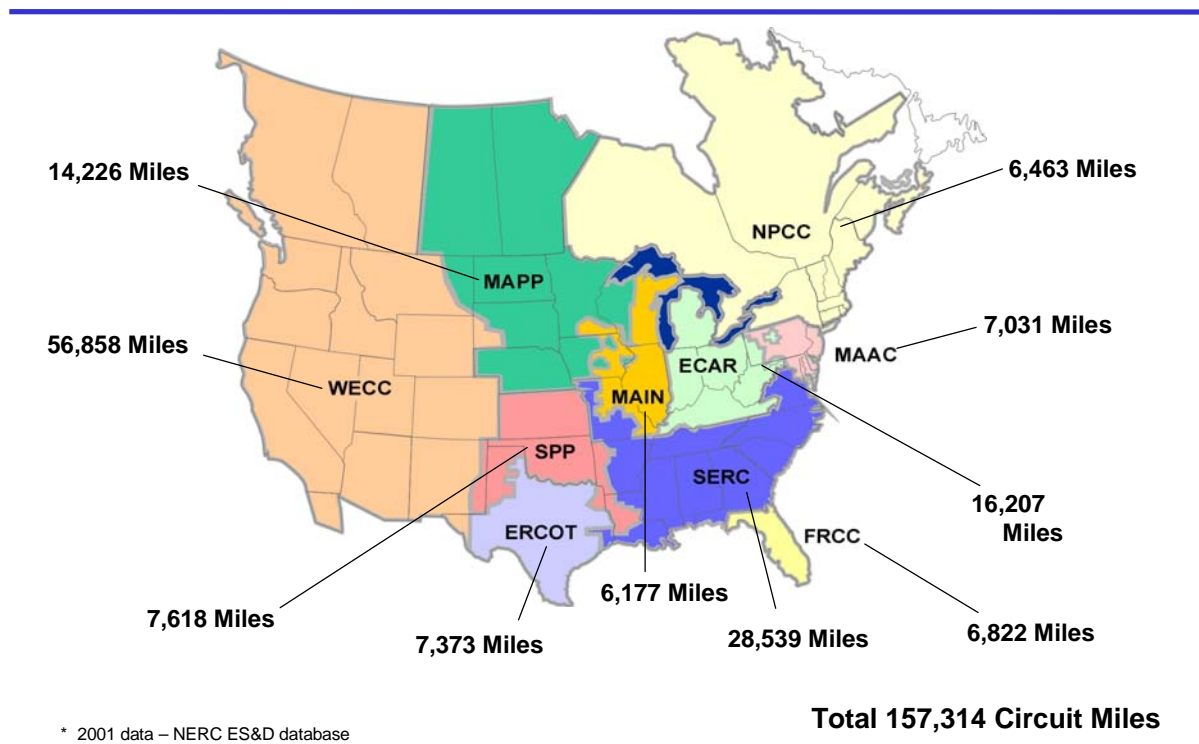 14,226 Miles
6,463 Miles
NPCC
MAPP
7,031 Miles
56,858 Miles
MAAC
ECAR
WECC
MAIN
SPP
SERC
16,207
Miles
ERCOT
FRCC
6,177 Miles
7,618 Miles
7,373 Miles
28,539 Miles
6,822 Miles
Total 157,314 Circuit Miles
* 2001 data – NERC ES&D database